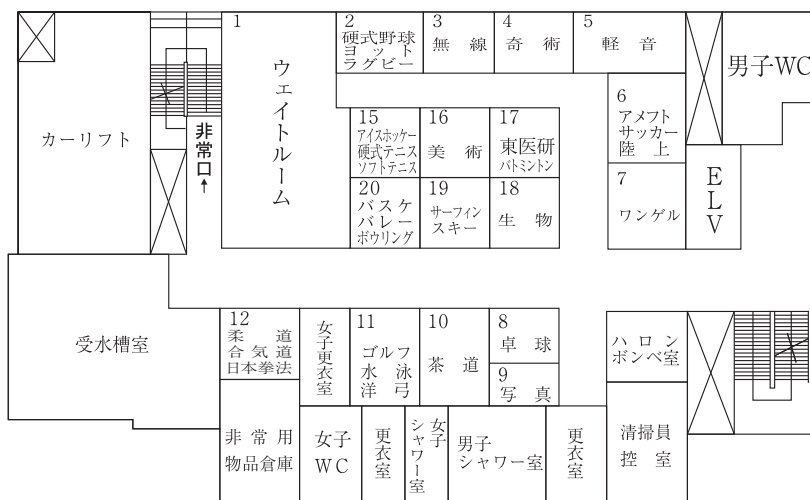 1
ウェイトルーム
2
硬式野球
ヨット
ラグビー
3
無線
4
奇術
5
軽音
男子WC
カーリフト
非常口→
6
アメフト
サッカー
陸上
15
アイスホッケー
硬式テニス
ソフトテニス
16
美術
17
東医研
バトミントン
7
ワンゲル
ELV
20
バスケ
バレー
ボウリング
19
サーフィン
スキー
18
生物
受水槽室
12
柔道
合気道
日本拳法
女子更衣室
11
ゴルフ
水泳
洋弓
10
茶道
8
卓球
9
写真
ハロン
ボンベ室
非常用
物品倉庫
女子
WC
更衣室
女子
シャワー室
男子
シャワー室
更衣室
清掃員
控室